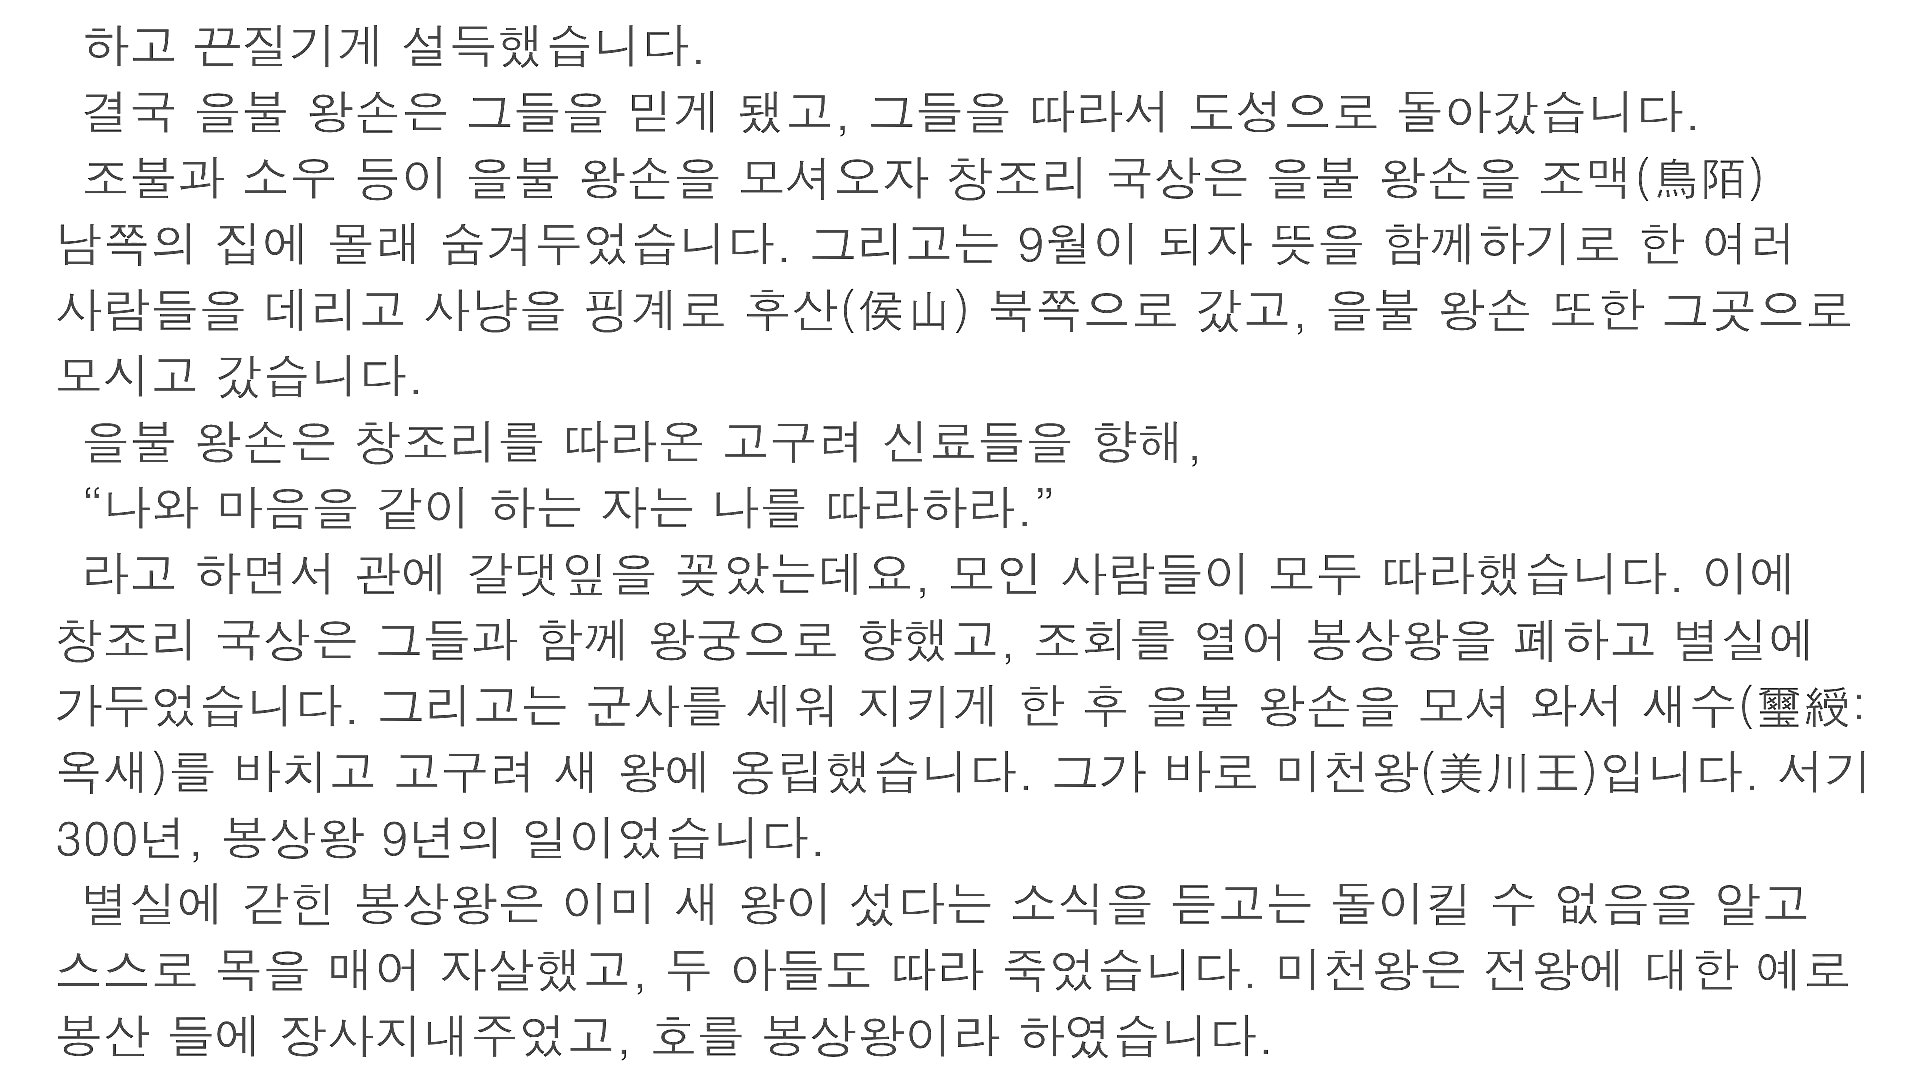 하고 끈질기게 설득했습니다.
결국 을불 왕손은 그들을 믿게 됐고, 그들을 따라서 도성으로 돌아갔습니다.
조불과 소우 등이 을불 왕손을 모셔오자 창조리 국상은 을불 왕손을 조맥(鳥陌)
남쪽의 집에 몰래 숨겨두었습니다. 그리고는 9월이 되자 뜻을 함께하기로 한 여러
사람들을 데리고 사냥을 핑계로 후산(侯山) 북쪽으로 갔고, 을불 왕손 또한 그곳으로
모시고 갔습니다.
을불 왕손은 창조리를 따라온 고구려 신료들을 향해,
“나와 마음을 같이 하는 자는 나를 따라하라.”
라고 하면서 관에 갈댓잎을 꽂았는데요, 모인 사람들이 모두 따라했습니다. 이에
창조리 국상은 그들과 함께 왕궁으로 향했고, 조회를 열어 봉상왕을 폐하고 별실에
가두었습니다. 그리고는 군사를 세워 지키게 한 후 을불 왕손을 모셔 와서 새수(璽綬:
옥새)를 바치고 고구려 새 왕에 옹립했습니다. 그가 바로 미천왕(美川王)입니다. 서기
300년, 봉상왕 9년의 일이었습니다.
별실에 갇힌 봉상왕은 이미 새 왕이 섰다는 소식을 듣고는 돌이킬 수 없음을 알고
스스로 목을 매어 자살했고, 두 아들도 따라 죽었습니다. 미천왕은 전왕에 대한 예로
봉산 들에 장사지내주었고, 호를 봉상왕이라 하였습니다.